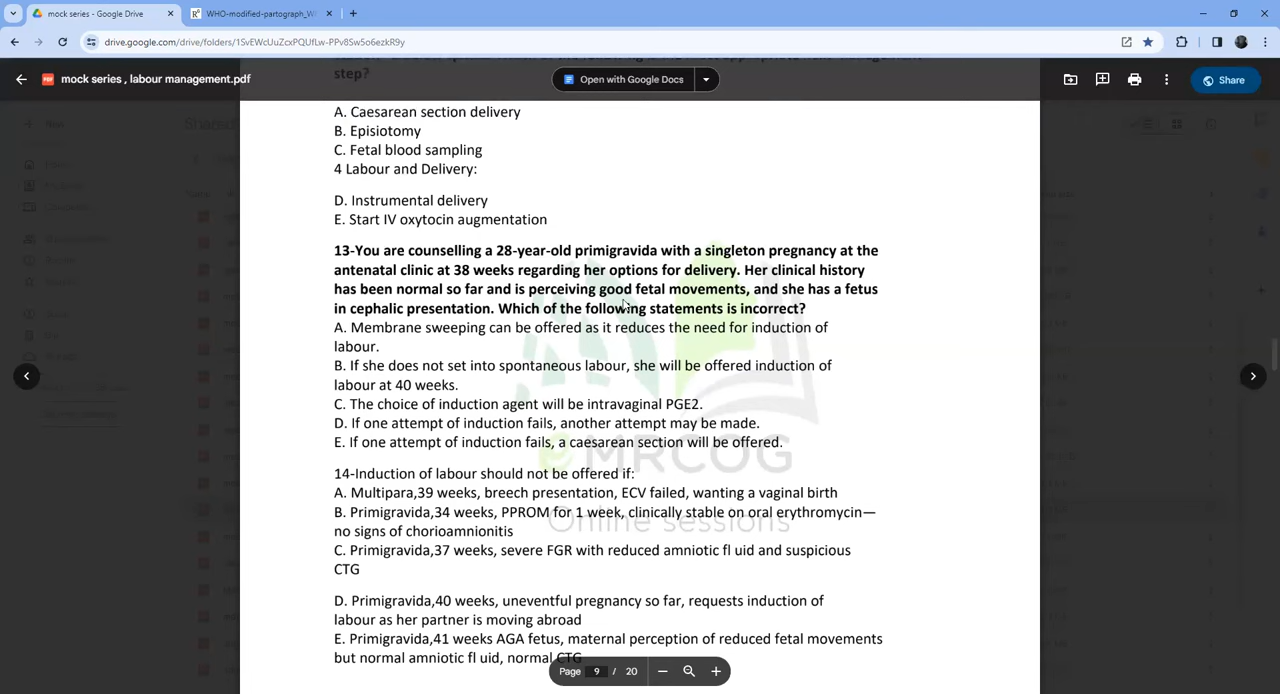 mock series - Google Drive
WHO-modified-partograph_W
drive.google.com/drive/folders/1SvEWcUuZcxPQUfLw-PPv8Sw5o6ezkR9y
mock series , labour management.pdf
Open with Google Docs
Share
step?
A. Caesarean section delivery
B. Episiotomy
C. Fetal blood sampling
4 Labour and Delivery:
D. Instrumental delivery
E. Start IV oxytocin augmentation
13-You are counselling a 28-year-old primigravida with a singleton pregnancy at the
antenatal clinic at 38 weeks regarding her options for delivery. Her clinical history
has been normal so far and is perceiving good fetal movements, and she has a fetus
in cephalic presentation. Which of the following statements is incorrect?
A. Membrane sweeping can be offered as it reduces the need for induction of
labour.
B. If she does not set into spontaneous labour, she will be offered induction of
labour at 40 weeks.
C. The choice of induction agent will be intravaginal PGE2.
D. If one attempt of induction fails, another attempt may be made.
E. If one attempt of induction fails, a caesarean section will be offered.
eMRCOG
14-Induction of labour should not be offered if:
A. Multipara,39 weeks, breech presentation, ECV failed, wanting a vaginal birth
B. Primigravida,34 weeks, PPROM for 1 week, clinically stable on oral erythromycin—
Online sessions
no signs of chorioamnionitis
C. Primigravida,37 weeks, severe FGR with reduced amniotic fl uid and suspicious
CTG
D. Primigravida,40 weeks, uneventful pregnancy so far, requests induction of
labour as her partner is moving abroad
E. Primigravida,41 weeks AGA fetus, maternal perception of reduced fetal movements
but normal amniotic fl uid, normal CTG
Page 9 / 20